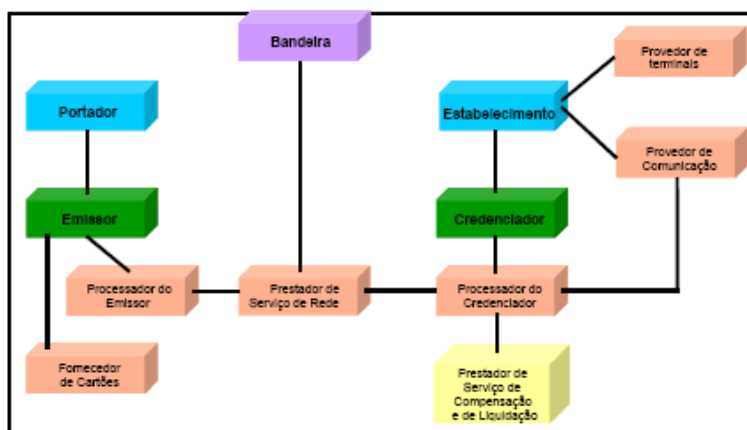 Bandeira
Provedor de
terminais
Portador
Estabelecimento
Provedor de
Comunicação
Emissor
Credenciador
Processador do
Emissor
Prestador de
Serviço de Rede
Processador do
Credenciador
Fornecedor
de Cartões
Prestador de
Serviço de
Compensação
e de Liquidação